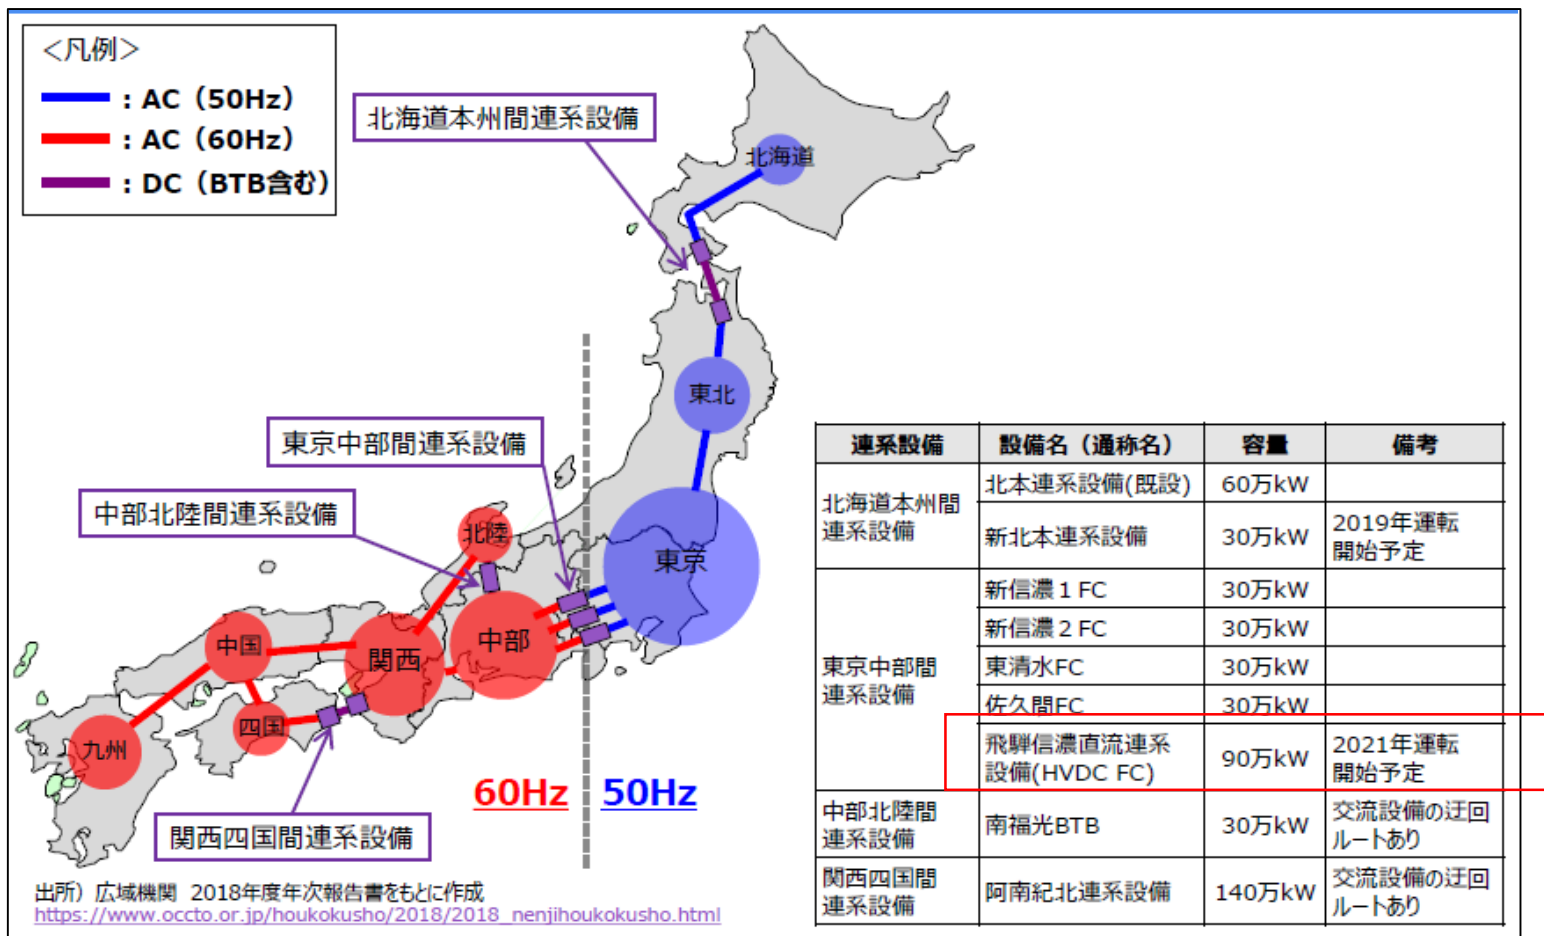 ＜凡例＞
：AC（50Hz）
：AC（60Hz）
：DC（BTB含む）
北海道本州間連系設備
北海道
東北
東京中部間連系設備
中部北陸間連系設備
北陸
東京
中国
関西
中部
四国
九州
60Hz
50Hz
関西四国間連系設備
出所）広域機関 2018年度年次報告書をもとに作成
https://www.occto.or.jp/houkokusho/2018/2018_nenjihoukokusho.html
連系設備 設備名（通称名） 容量 備考
北海道本州間
連系設備
北本連系設備(既設) 60万kW
新北本連系設備 30万kW 2019年運転
開始予定
東京中部間
連系設備
新信濃１FC 30万kW
新信濃２FC 30万kW
東清水FC 30万kW
佐久間FC 30万kW
飛騨信濃直流連系
設備(HVDC FC) 90万kW 2021年運転
開始予定
中部北陸間
連系設備
南福光BTB 30万kW 交流設備の迂回
ルートあり
関西四国間
連系設備
阿南紀北連系設備 140万kW 交流設備の迂回
ルートあり